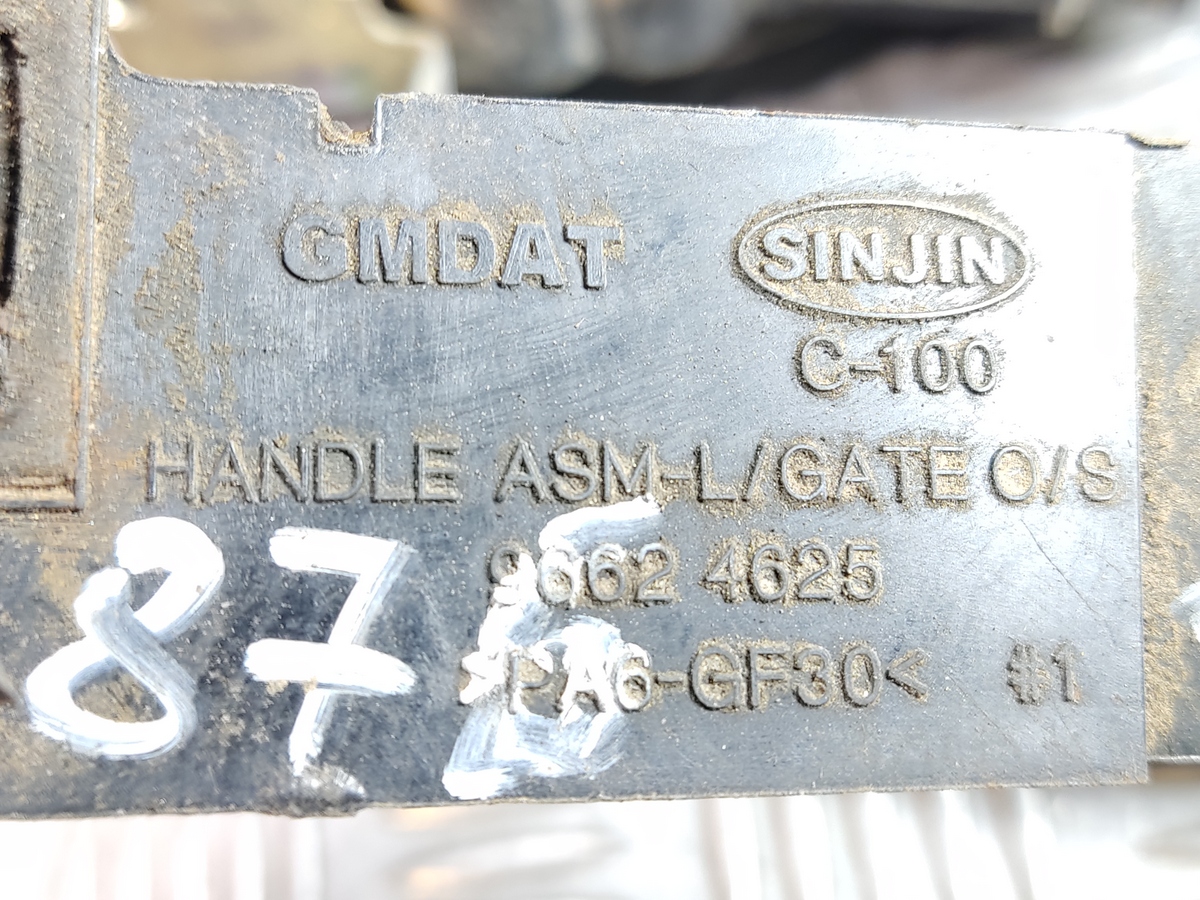 GMDAT
SINJIN
C-100
HANDLE ASM-L/GATE O/S
9662 4625
>PA6-GF30< #1
87